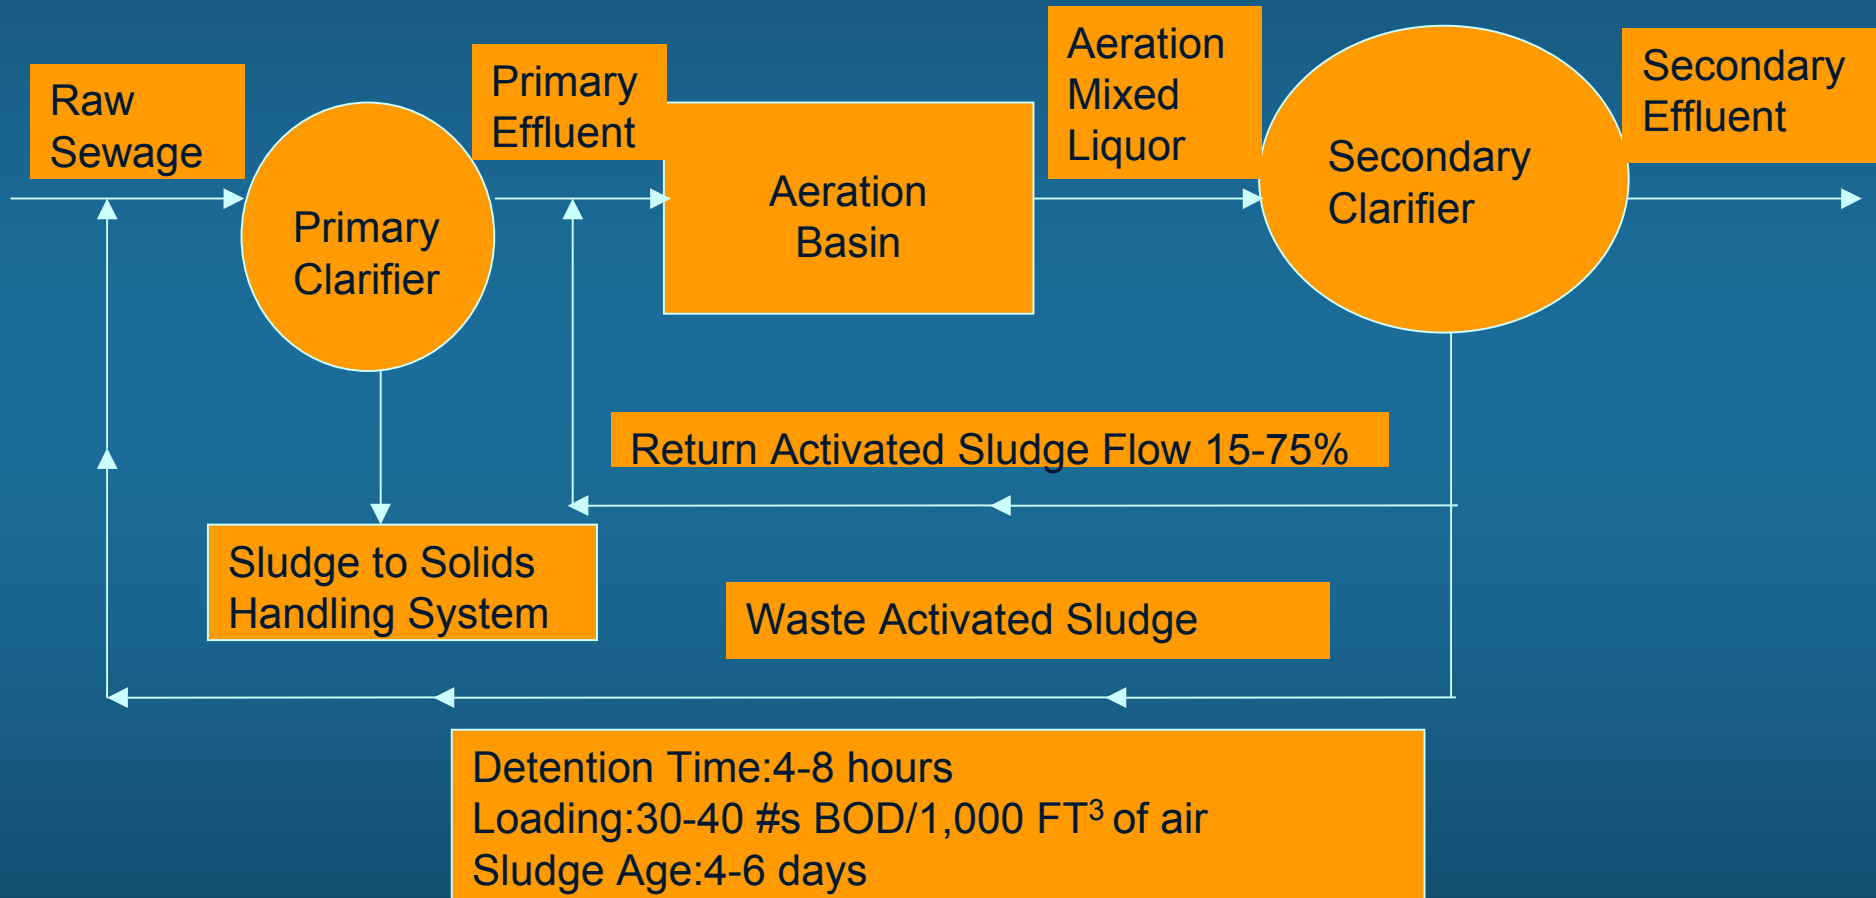 Raw
Sewage
Primary
Clarifier
Primary
Effluent
Aeration
Basin
Aeration
Mixed
Liquor
Secondary
Clarifier
Secondary
Effluent
Return Activated Sludge Flow 15-75%
Sludge to Solids
Handling System
Waste Activated Sludge
Detention Time:4-8 hours
Loading:30-40 #s BOD/1,000 FT³ of air
Sludge Age:4-6 days